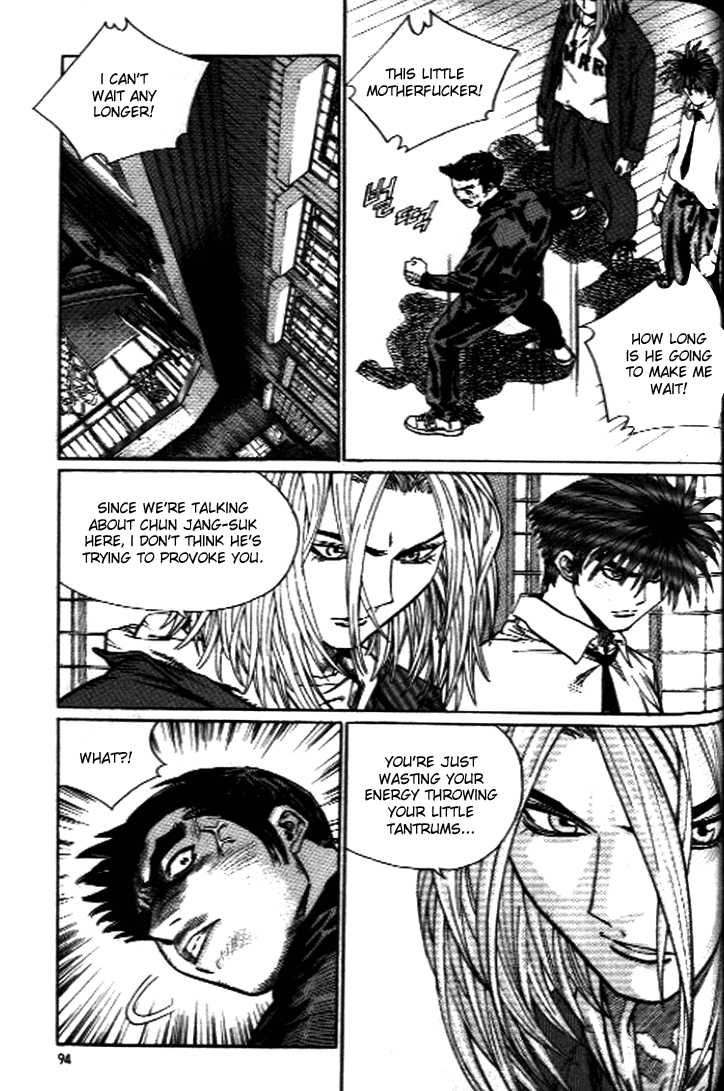 I CAN'T
WAIT ANY
LONGER!
THIS LITTLE
MOTHERFUCKER!
HOW LONG
IS HE GOING
TO MAKE ME
WAIT!
SINCE WE'RE TALKING
ABOUT CHUN JANG-SUK
HERE, I DON'T THINK HE'S
TRYING TO PROVOKE YOU.
WHAT?!
YOU'RE JUST
WASTING YOUR
ENERGY THROWING
YOUR LITTLE
TANTRUMS...
94